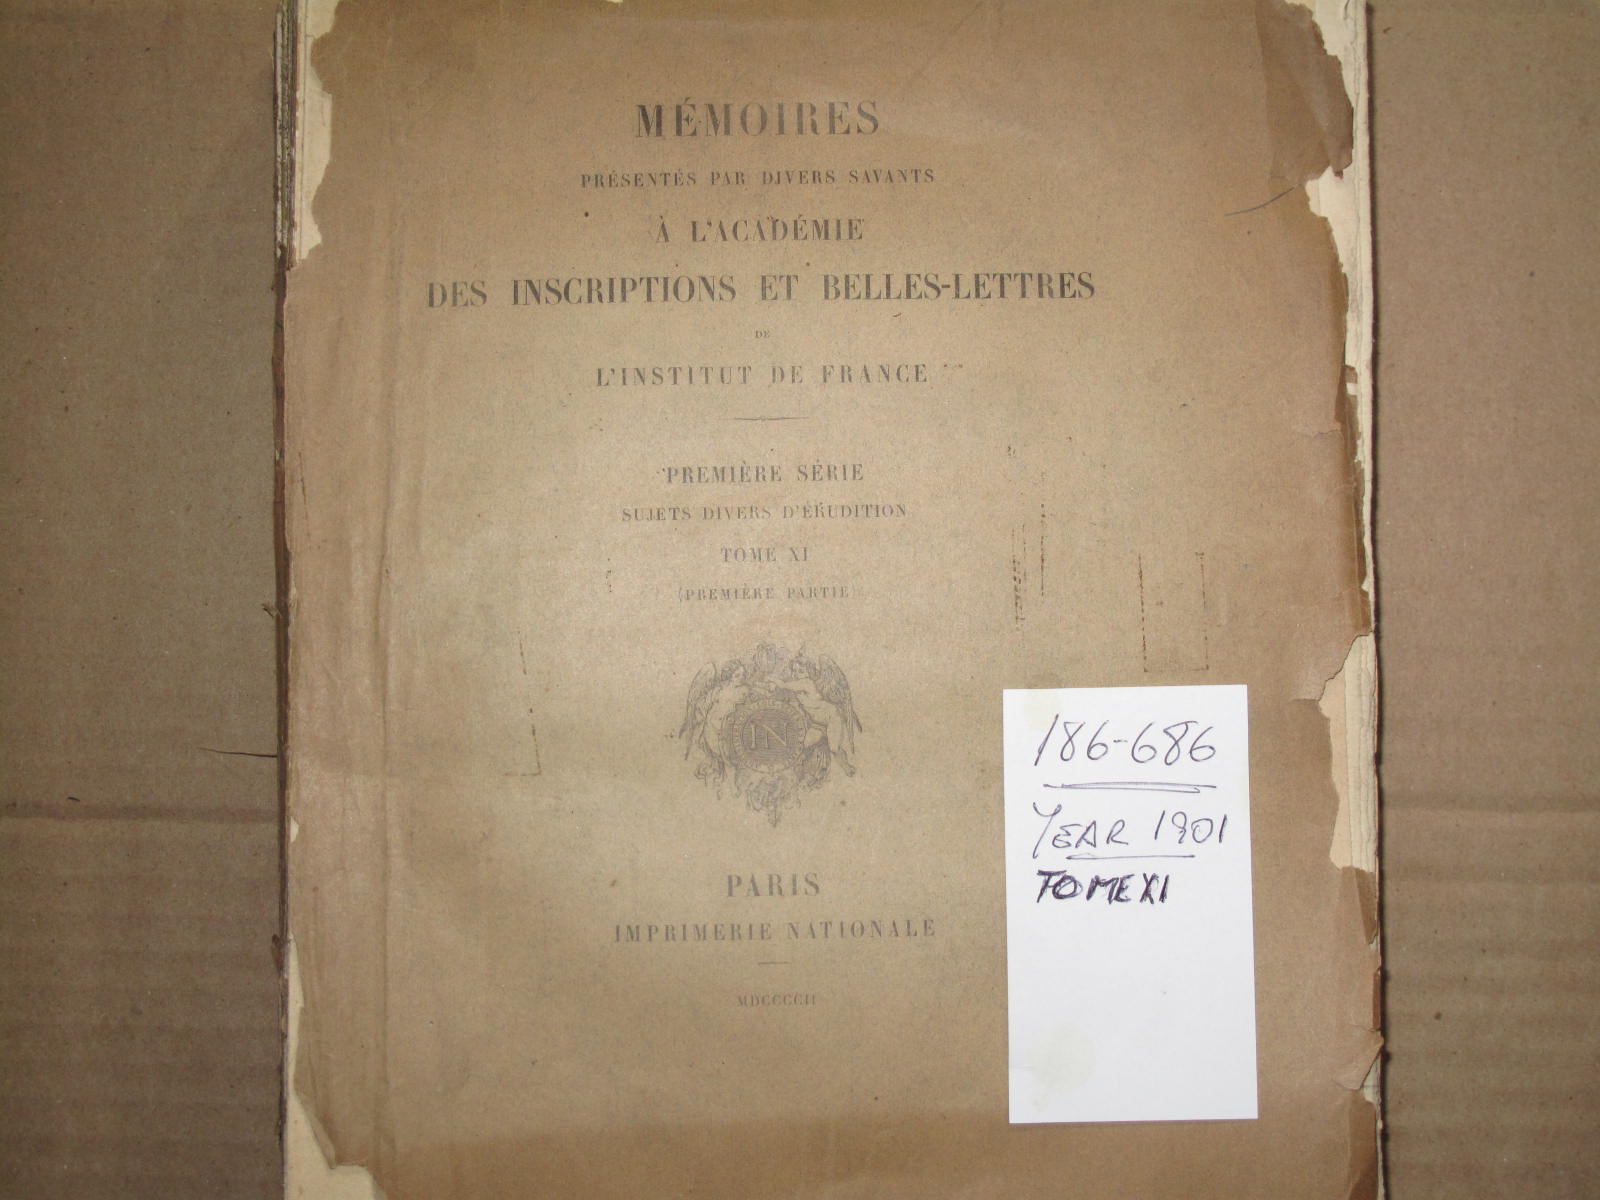 MÉMOIRES
PRÉSENTÉS PAR DIVERS SAVANTS
À L'ACADÉMIE
DES INSCRIPTIONS ET BELLES-LETTRES
DE
L'INSTITUT DE FRANCE
PREMIÈRE SÉRIE
SUJETS DIVERS D'ÉRUDITION
TOME XI
(PREMIÈRE PARTIE)
IN
PARIS
IMPRIMERIE NATIONALE
MDCCCCII
186-686
YEAR 1901
TOME XI